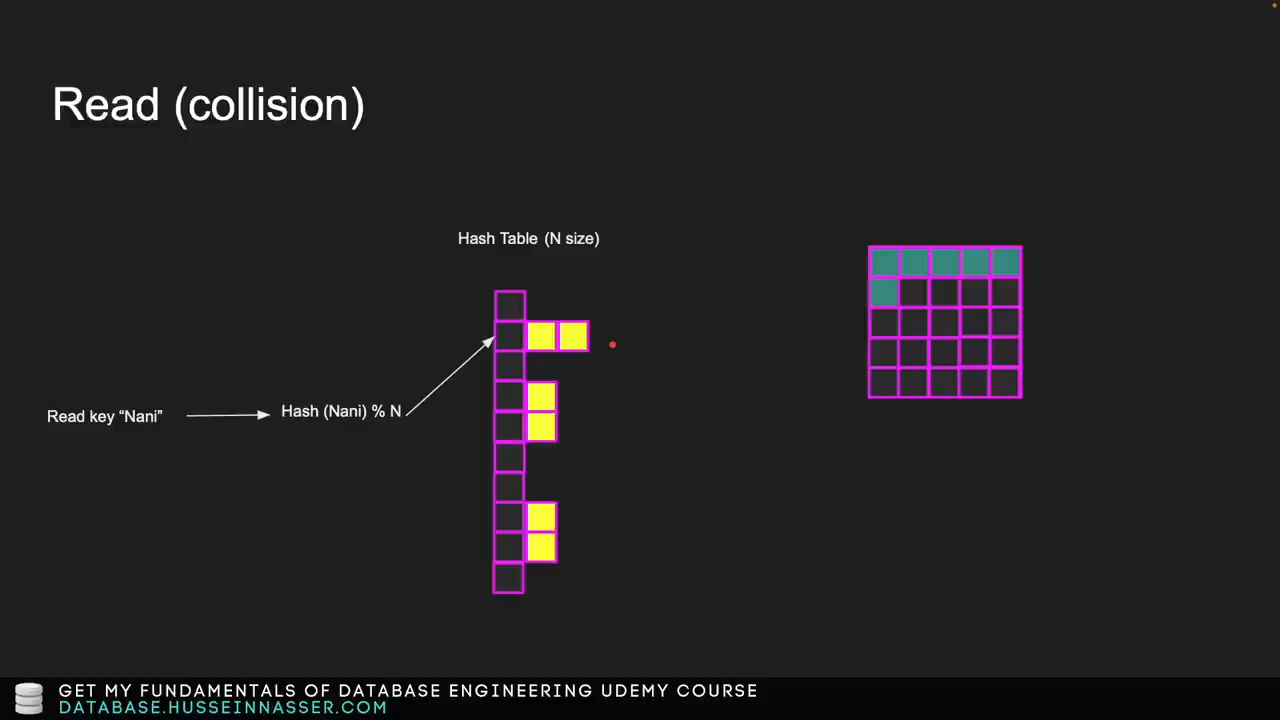 Read (collision)
Hash Table (N size)
Read key “Nani”
Hash (Nani) % N
GET MY FUNDAMENTALS OF DATABASE ENGINEERING UDEMY COURSE
DATABASE.HUSSEINNASSER.COM